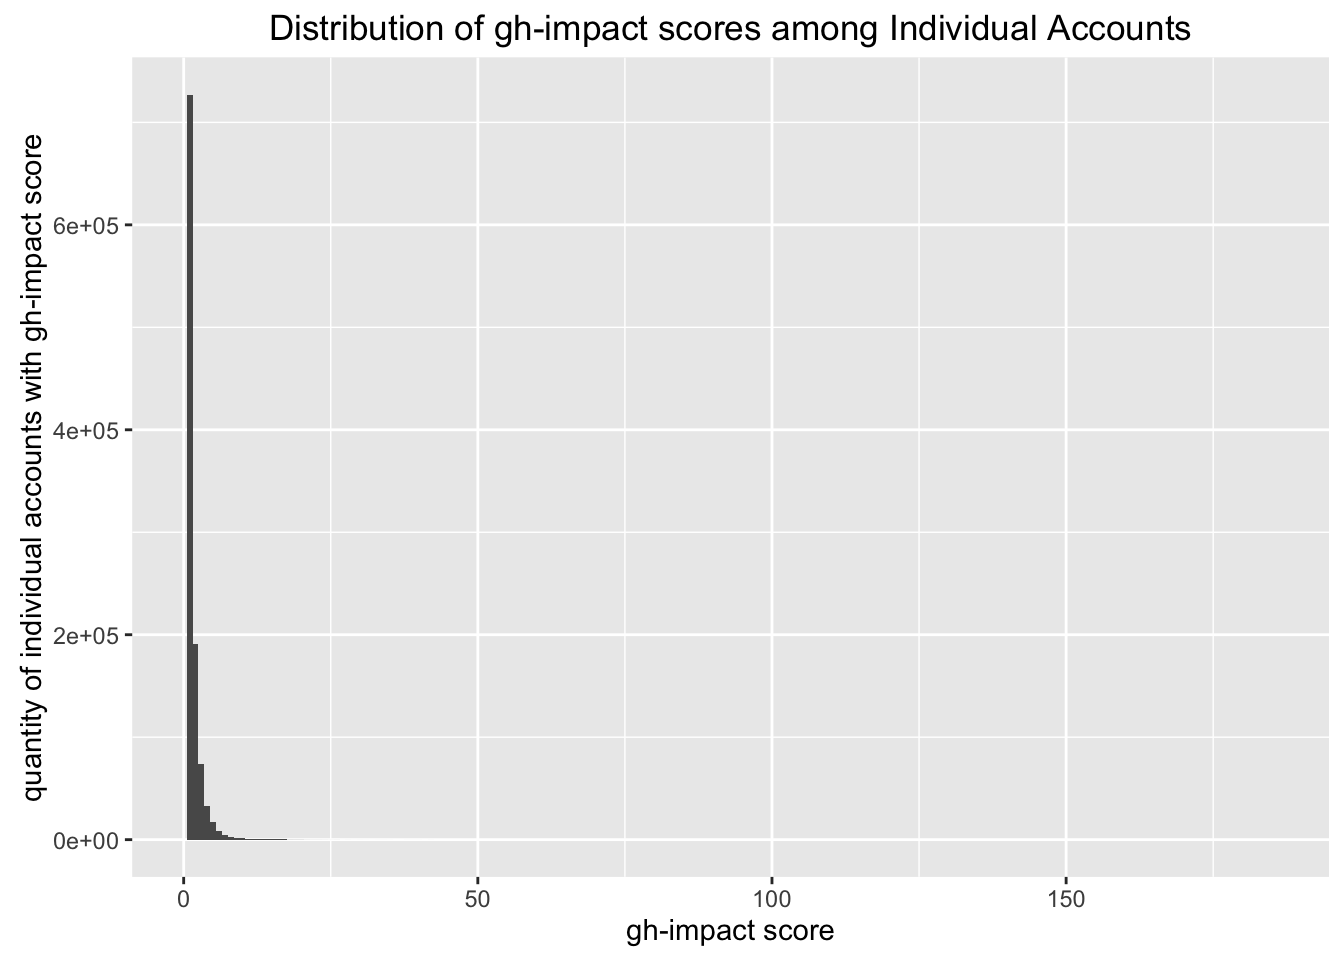 Distribution of gh-impact scores among Individual Accounts
quantity of individual accounts with gh-impact score
6e+05
4e+05
2e+05
0e+00
0
50
100
150
gh-impact score